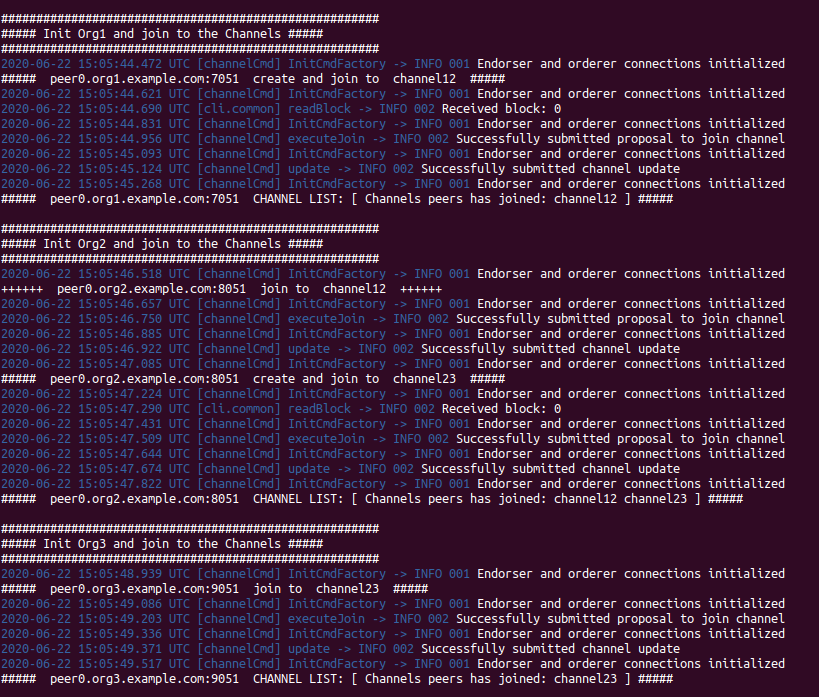 ######################################################
##### Init Org1 and join to the Channels #####
######################################################
2020-06-22 15:05:44.472 UTC [channelCmd] InitCmdFactory -> INFO 001 Endorser and orderer connections initialized
#####  peer0.org1.example.com:7051  create and join to  channel12  #####
2020-06-22 15:05:44.621 UTC [channelCmd] InitCmdFactory -> INFO 001 Endorser and orderer connections initialized
2020-06-22 15:05:44.690 UTC [cli.common] readBlock -> INFO 002 Received block: 0
2020-06-22 15:05:44.831 UTC [channelCmd] InitCmdFactory -> INFO 001 Endorser and orderer connections initialized
2020-06-22 15:05:44.956 UTC [channelCmd] executeJoin -> INFO 002 Successfully submitted proposal to join channel
2020-06-22 15:05:45.093 UTC [channelCmd] InitCmdFactory -> INFO 001 Endorser and orderer connections initialized
2020-06-22 15:05:45.124 UTC [channelCmd] update -> INFO 002 Successfully submitted channel update
2020-06-22 15:05:45.268 UTC [channelCmd] InitCmdFactory -> INFO 001 Endorser and orderer connections initialized
#####  peer0.org1.example.com:7051  CHANNEL LIST: [ Channels peers has joined: channel12 ] #####
######################################################
##### Init Org2 and join to the Channels #####
######################################################
2020-06-22 15:05:46.518 UTC [channelCmd] InitCmdFactory -> INFO 001 Endorser and orderer connections initialized
++++++  peer0.org2.example.com:8051  join to  channel12  ++++++
2020-06-22 15:05:46.657 UTC [channelCmd] InitCmdFactory -> INFO 001 Endorser and orderer connections initialized
2020-06-22 15:05:46.750 UTC [channelCmd] executeJoin -> INFO 002 Successfully submitted proposal to join channel
2020-06-22 15:05:46.885 UTC [channelCmd] InitCmdFactory -> INFO 001 Endorser and orderer connections initialized
2020-06-22 15:05:46.922 UTC [channelCmd] update -> INFO 002 Successfully submitted channel update
2020-06-22 15:05:47.085 UTC [channelCmd] InitCmdFactory -> INFO 001 Endorser and orderer connections initialized
#####  peer0.org2.example.com:8051  create and join to  channel23  #####
2020-06-22 15:05:47.224 UTC [channelCmd] InitCmdFactory -> INFO 001 Endorser and orderer connections initialized
2020-06-22 15:05:47.290 UTC [cli.common] readBlock -> INFO 002 Received block: 0
2020-06-22 15:05:47.431 UTC [channelCmd] InitCmdFactory -> INFO 001 Endorser and orderer connections initialized
2020-06-22 15:05:47.509 UTC [channelCmd] executeJoin -> INFO 002 Successfully submitted proposal to join channel
2020-06-22 15:05:47.644 UTC [channelCmd] InitCmdFactory -> INFO 001 Endorser and orderer connections initialized
2020-06-22 15:05:47.674 UTC [channelCmd] update -> INFO 002 Successfully submitted channel update
2020-06-22 15:05:47.822 UTC [channelCmd] InitCmdFactory -> INFO 001 Endorser and orderer connections initialized
#####  peer0.org2.example.com:8051  CHANNEL LIST: [ Channels peers has joined: channel12 channel23 ] #####
######################################################
##### Init Org3 and join to the Channels #####
######################################################
2020-06-22 15:05:48.939 UTC [channelCmd] InitCmdFactory -> INFO 001 Endorser and orderer connections initialized
#####  peer0.org3.example.com:9051  join to  channel23  #####
2020-06-22 15:05:49.086 UTC [channelCmd] InitCmdFactory -> INFO 001 Endorser and orderer connections initialized
2020-06-22 15:05:49.203 UTC [channelCmd] executeJoin -> INFO 002 Successfully submitted proposal to join channel
2020-06-22 15:05:49.336 UTC [channelCmd] InitCmdFactory -> INFO 001 Endorser and orderer connections initialized
2020-06-22 15:05:49.371 UTC [channelCmd] update -> INFO 002 Successfully submitted channel update
2020-06-22 15:05:49.517 UTC [channelCmd] InitCmdFactory -> INFO 001 Endorser and orderer connections initialized
#####  peer0.org3.example.com:9051  CHANNEL LIST: [ Channels peers has joined: channel23 ] #####